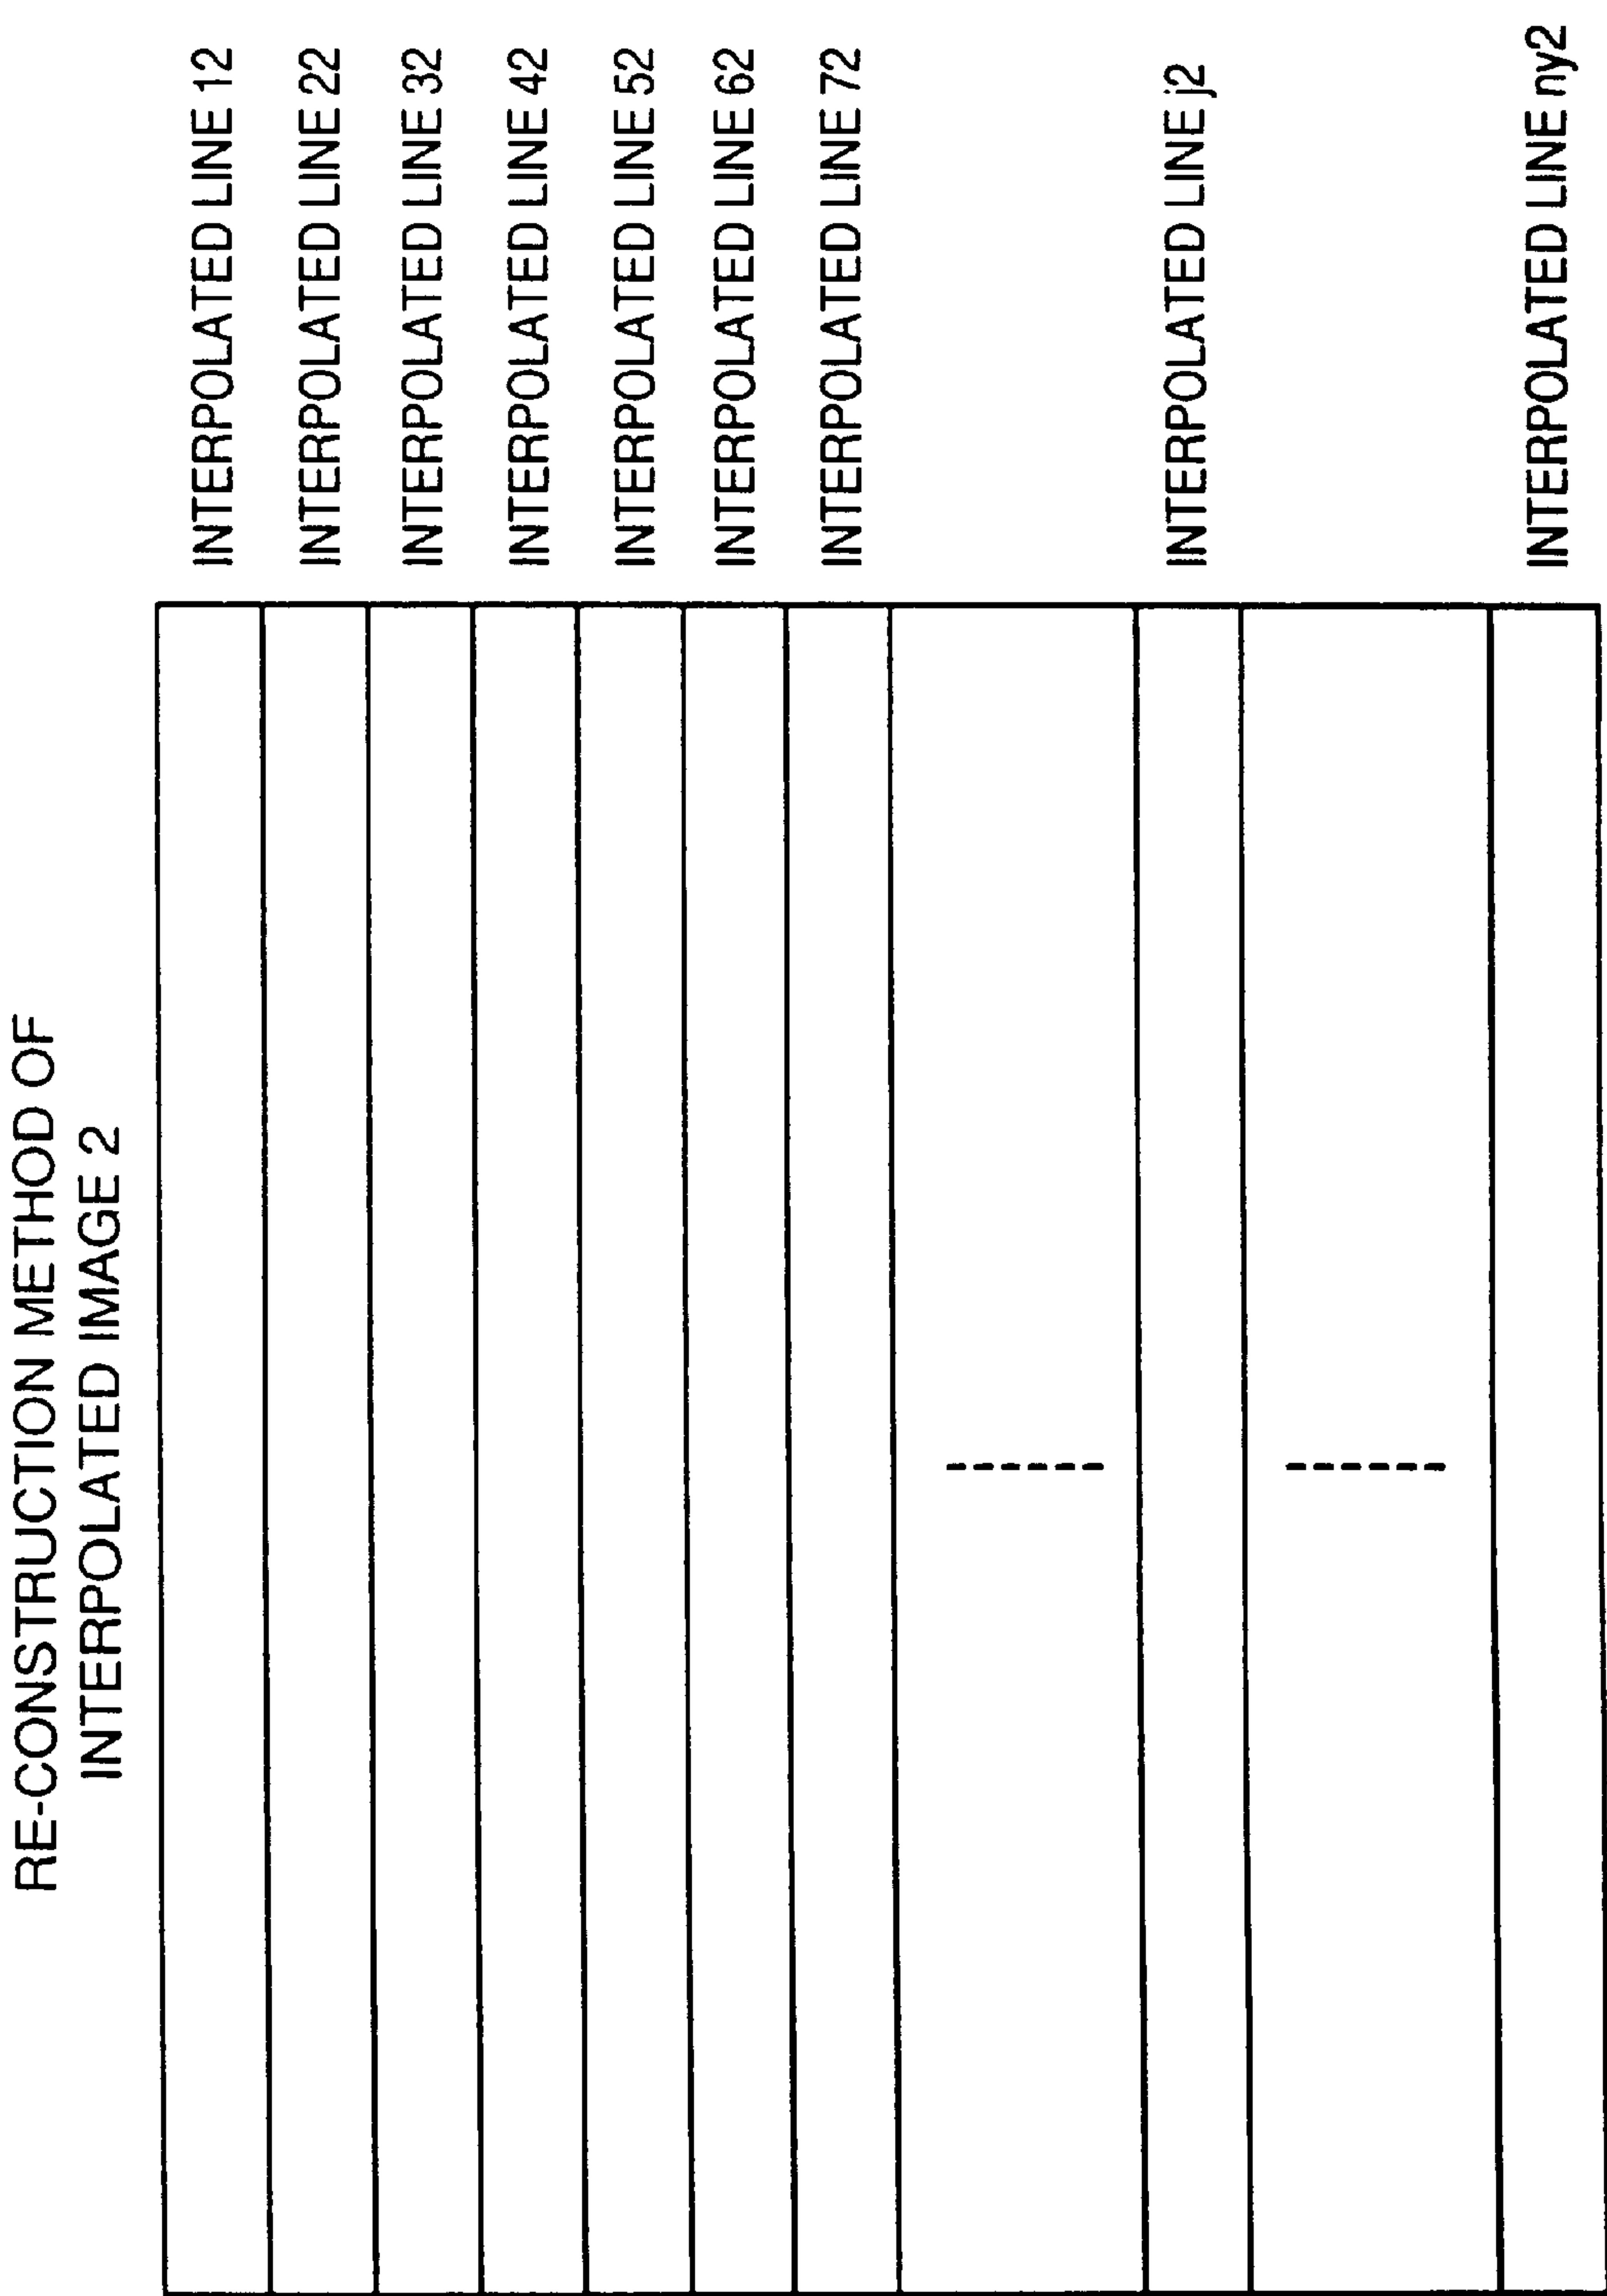 RE-CONSTRUCTION METHOD OF
INTERPOLATED IMAGE 2
INTERPOLATED LINE 12
INTERPOLATED LINE 22
INTERPOLATED LINE 32
INTERPOLATED LINE 42
INTERPOLATED LINE 52
INTERPOLATED LINE 62
INTERPOLATED LINE 72
INTERPOLATED LINE j2
INTERPOLATED LINE ny2